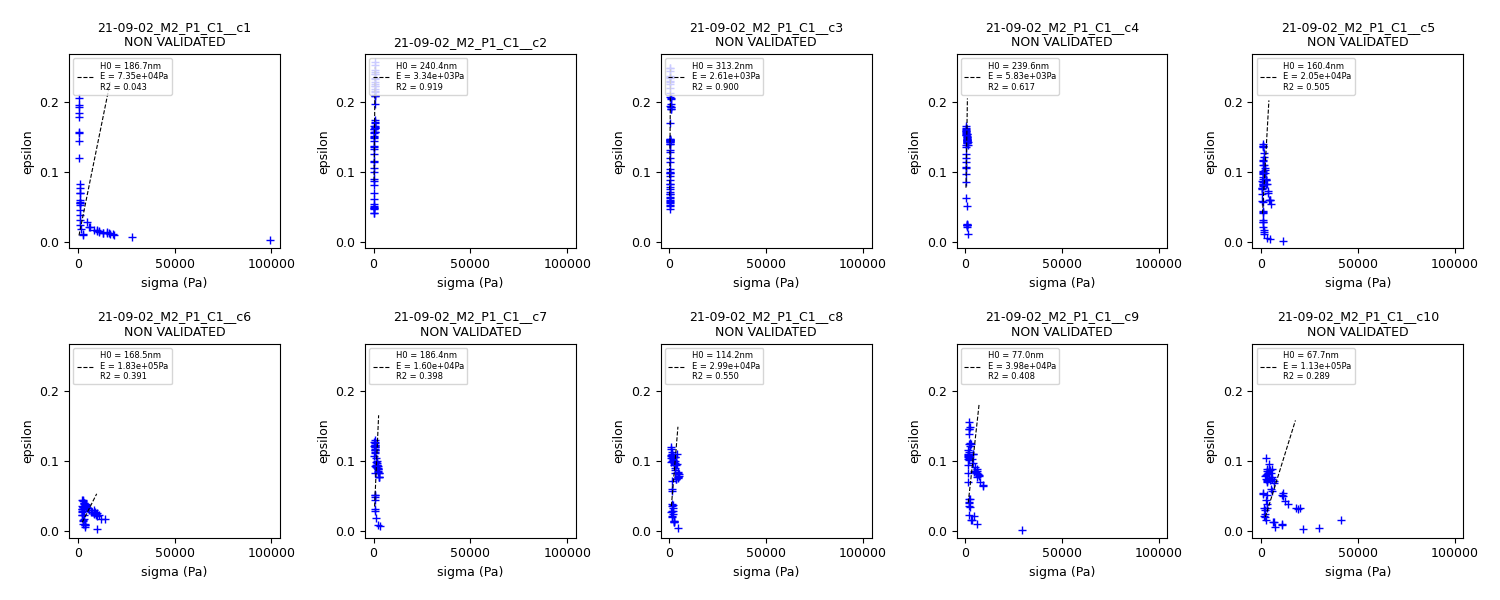 21-09-02_M2_P1_C1__c1
NON VALIDATED
H0 = 186.7nm
E = 7.35e+04Pa
R2 = 0.043
epsilon
0.2
0.1
0.0
0
50000
100000
sigma (Pa)
21-09-02_M2_P1_C1__c2
H0 = 240.4nm
E = 3.34e+03Pa
R2 = 0.919
epsilon
0.2
0.1
0.0
0
50000
100000
sigma (Pa)
21-09-02_M2_P1_C1__c3
NON VALIDATED
H0 = 313.2nm
E = 2.61e+03Pa
R2 = 0.900
epsilon
0.2
0.1
0.0
0
50000
100000
sigma (Pa)
21-09-02_M2_P1_C1__c4
NON VALIDATED
H0 = 239.6nm
E = 5.83e+03Pa
R2 = 0.617
epsilon
0.2
0.1
0.0
0
50000
100000
sigma (Pa)
21-09-02_M2_P1_C1__c5
NON VALIDATED
H0 = 160.4nm
E = 2.05e+04Pa
R2 = 0.505
epsilon
0.2
0.1
0.0
0
50000
100000
sigma (Pa)
21-09-02_M2_P1_C1__c6
NON VALIDATED
H0 = 168.5nm
E = 1.83e+05Pa
R2 = 0.391
epsilon
0.2
0.1
0.0
0
50000
100000
sigma (Pa)
21-09-02_M2_P1_C1__c7
NON VALIDATED
H0 = 186.4nm
E = 1.60e+04Pa
R2 = 0.398
epsilon
0.2
0.1
0.0
0
50000
100000
sigma (Pa)
21-09-02_M2_P1_C1__c8
NON VALIDATED
H0 = 114.2nm
E = 2.99e+04Pa
R2 = 0.550
epsilon
0.2
0.1
0.0
0
50000
100000
sigma (Pa)
21-09-02_M2_P1_C1__c9
NON VALIDATED
H0 = 77.0nm
E = 3.98e+04Pa
R2 = 0.408
epsilon
0.2
0.1
0.0
0
50000
100000
sigma (Pa)
21-09-02_M2_P1_C1__c10
NON VALIDATED
H0 = 67.7nm
E = 1.13e+05Pa
R2 = 0.289
epsilon
0.2
0.1
0.0
0
50000
100000
sigma (Pa)